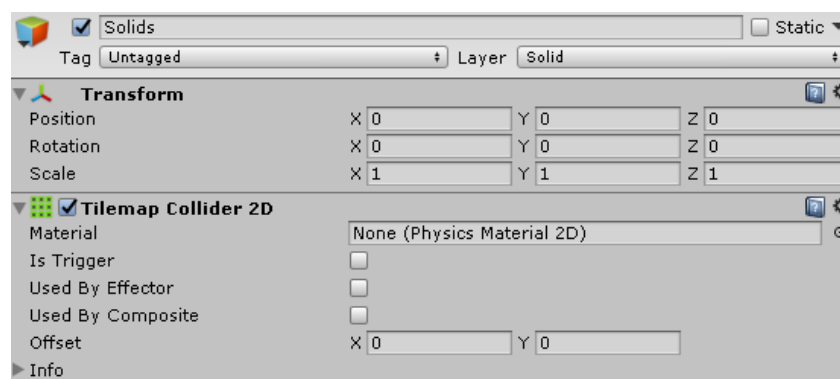 Solids Static
Tag Untagged Layer Solid
Transform
Position X 0 Y 0 Z 0
Rotation X 0 Y 0 Z 0
Scale X 1 Y 1 Z 1
Tilemap Collider 2D
Material None (Physics Material 2D)
Is Trigger
Used By Effector
Used By Composite
Offset X 0 Y 0
Info